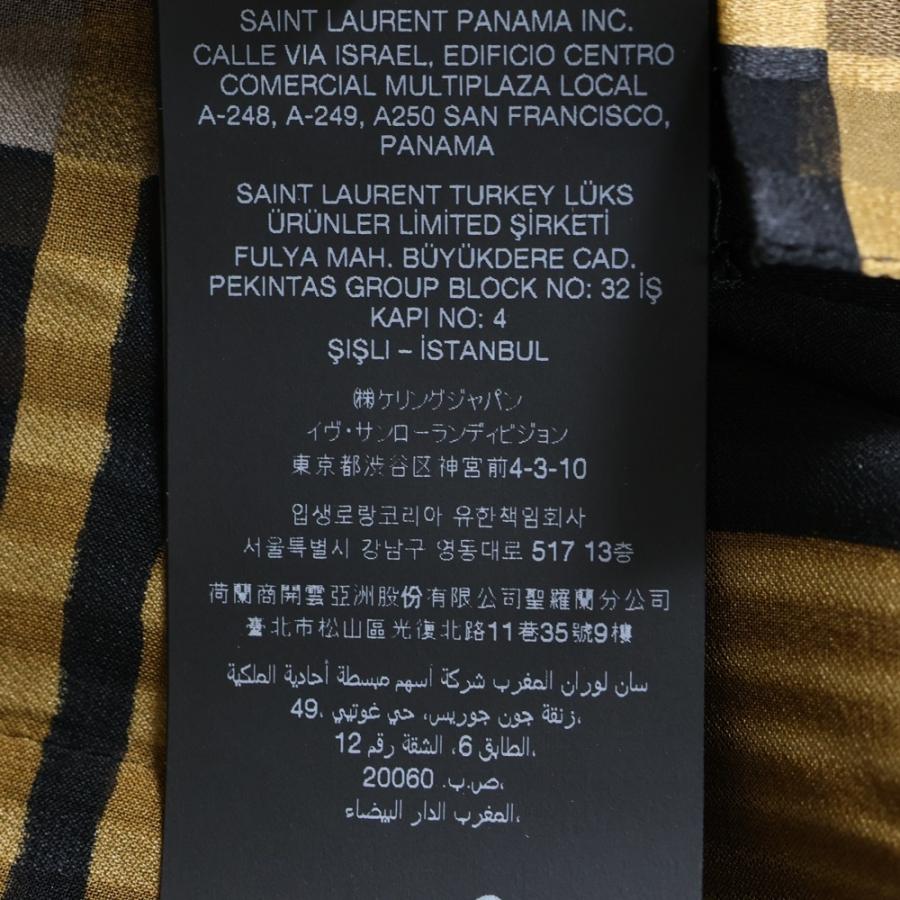 SAINT LAURENT PANAMA INC.
CALLE VIA ISRAEL, EDIFICIO CENTRO
COMERCIAL MULTIPLAZA LOCAL
A-248, A-249, A250 SAN FRANCISCO,
PANAMA
SAINT LAURENT TURKEY LÜKS
ÜRÜNLER LİMİTED ŞİRKETİ
FULYA MAH. BÜYÜKDERE CAD.
PEKINTAS GROUP BLOCK NO: 32 İŞ
KAPI NO: 4
ŞIŞLI – İSTANBUL
㈱ケリングジャパン
イヴ・サンローランディビジョン
東京都渋谷区神宮前4-3-10
입생로랑코리아 유한책임회사
서울특별시 강남구 영동대로 517 13층
荷蘭商開雲亞洲股份有限公司聖羅蘭分公司
臺北市松山區光復北路11巷35號9樓
سان لوران المغرب شركة أسهم مبسطة أحادية الملكية
49، زنقة جون جوريس، حي غوتيي،
الطابق 6، الشقة رقم 12،
ص.ب. 20060،
المغرب الدار البيضاء،